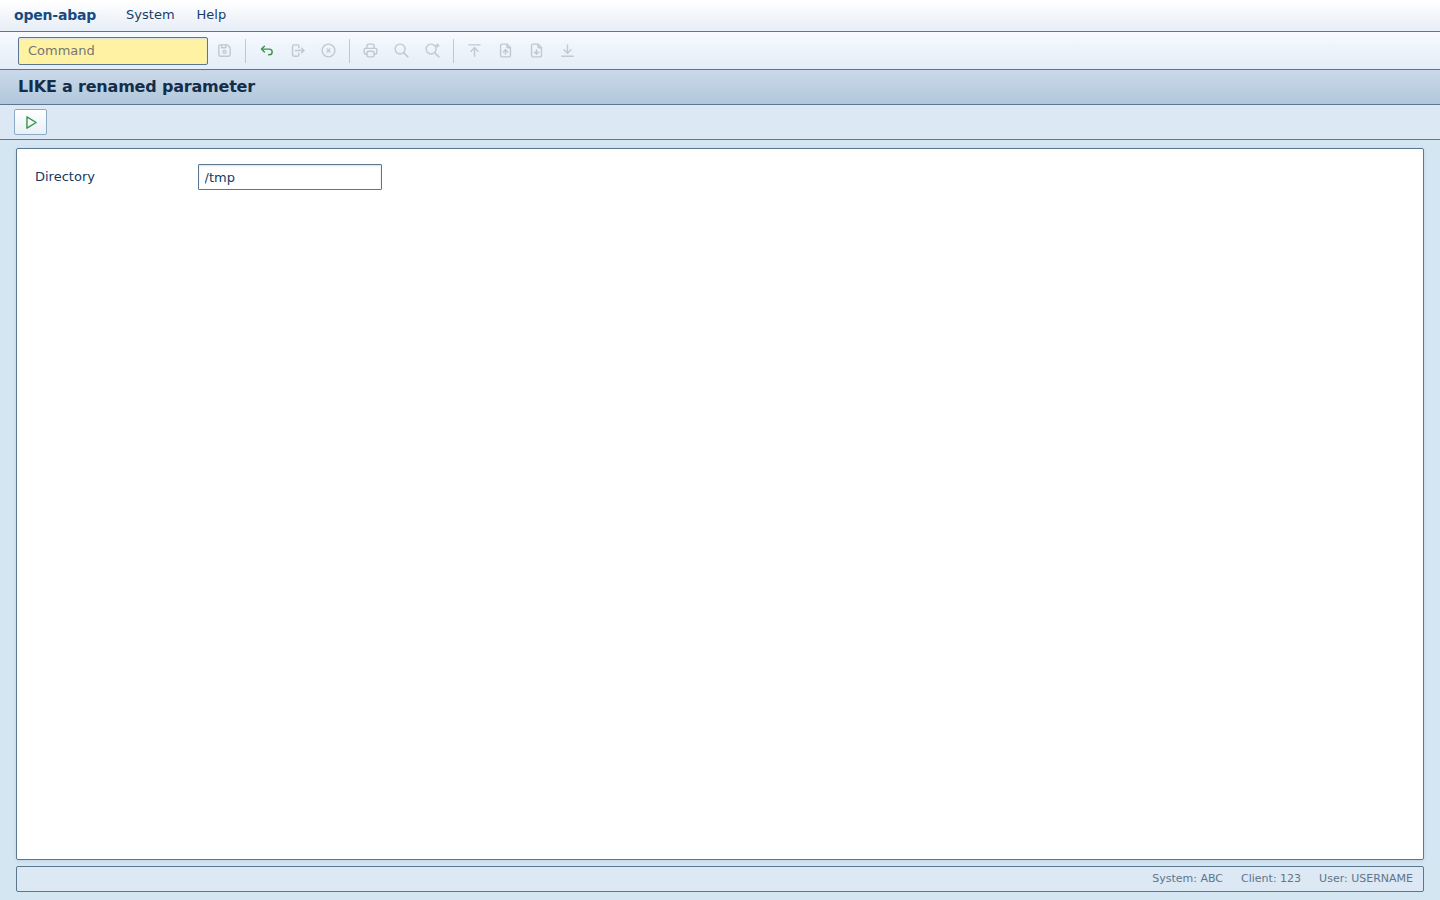 open-abap System Help
Command
LIKE a renamed parameter
Directory /tmp
System: ABC Client: 123 User: USERNAME